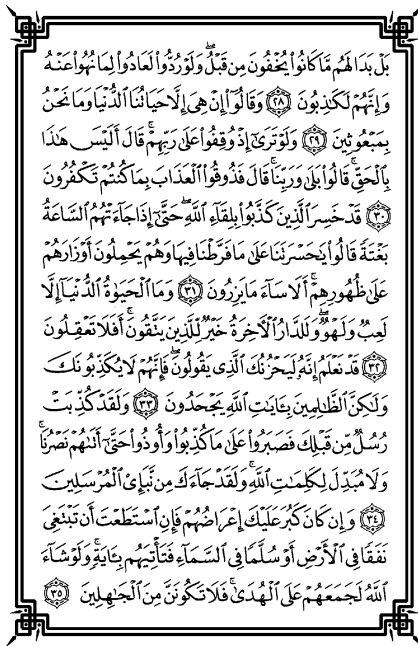 بَلْ بَدَا لَهُم مَّا كَانُوا۟ يُخْفُونَ مِن قَبْلُ ۖ وَلَوْ رُدُّوا۟ لَعَادُوا۟ لِمَا نُهُوا۟ عَنْهُ
وَإِنَّهُمْ لَكَـٰذِبُونَ ٢٨ وَقَالُوٓا۟ إِنْ هِىَ إِلَّا حَيَاتُنَا ٱلدُّنْيَا وَمَا نَحْنُ
بِمَبْعُوثِينَ ٢٩ وَلَوْ تَرَىٰٓ إِذْ وُقِفُوا۟ عَلَىٰ رَبِّهِمْ ۚ قَالَ أَلَيْسَ هَـٰذَا
بِٱلْحَقِّ ۚ قَالُوا۟ بَلَىٰ وَرَبِّنَا ۚ قَالَ فَذُوقُوا۟ ٱلْعَذَابَ بِمَا كُنتُمْ تَكْفُرُونَ
٣٠ قَدْ خَسِرَ ٱلَّذِينَ كَذَّبُوا۟ بِلِقَآءِ ٱللَّهِ ۖ حَتَّىٰٓ إِذَا جَآءَتْهُمُ ٱلسَّاعَةُ
بَغْتَةً قَالُوا۟ يَـٰحَسْرَتَنَا عَلَىٰ مَا فَرَّطْنَا فِيهَا وَهُمْ يَحْمِلُونَ أَوْزَارَهُمْ
عَلَىٰ ظُهُورِهِمْ ۚ أَلَا سَآءَ مَا يَزِرُونَ ٣١ وَمَا ٱلْحَيَوٰةُ ٱلدُّنْيَآ إِلَّا
لَعِبٌ وَلَهْوٌ ۖ وَلَلدَّارُ ٱلْـَٔاخِرَةُ خَيْرٌ لِّلَّذِينَ يَتَّقُونَ ۗ أَفَلَا تَعْقِلُونَ
٣٢ قَدْ نَعْلَمُ إِنَّهُۥ لَيَحْزُنُكَ ٱلَّذِى يَقُولُونَ ۖ فَإِنَّهُمْ لَا يُكَذِّبُونَكَ
وَلَـٰكِنَّ ٱلظَّـٰلِمِينَ بِـَٔايَـٰتِ ٱللَّهِ يَجْحَدُونَ ٣٣ وَلَقَدْ كُذِّبَتْ
رُسُلٌ مِّن قَبْلِكَ فَصَبَرُوا۟ عَلَىٰ مَا كُذِّبُوا۟ وَأُوذُوا۟ حَتَّىٰٓ أَتَىٰهُمْ نَصْرُنَا ۚ
وَلَا مُبَدِّلَ لِكَلِمَـٰتِ ٱللَّهِ ۚ وَلَقَدْ جَآءَكَ مِن نَّبَإِى۟ ٱلْمُرْسَلِينَ
٣٤ وَإِن كَانَ كَبُرَ عَلَيْكَ إِعْرَاضُهُمْ فَإِنِ ٱسْتَطَعْتَ أَن تَبْتَغِىَ
نَفَقًا فِى ٱلْأَرْضِ أَوْ سُلَّمًا فِى ٱلسَّمَآءِ فَتَأْتِيَهُم بِـَٔايَةٍ ۚ وَلَوْ شَآءَ
ٱللَّهُ لَجَمَعَهُمْ عَلَى ٱلْهُدَىٰ ۚ فَلَا تَكُونَنَّ مِنَ ٱلْجَـٰهِلِينَ ٣٥